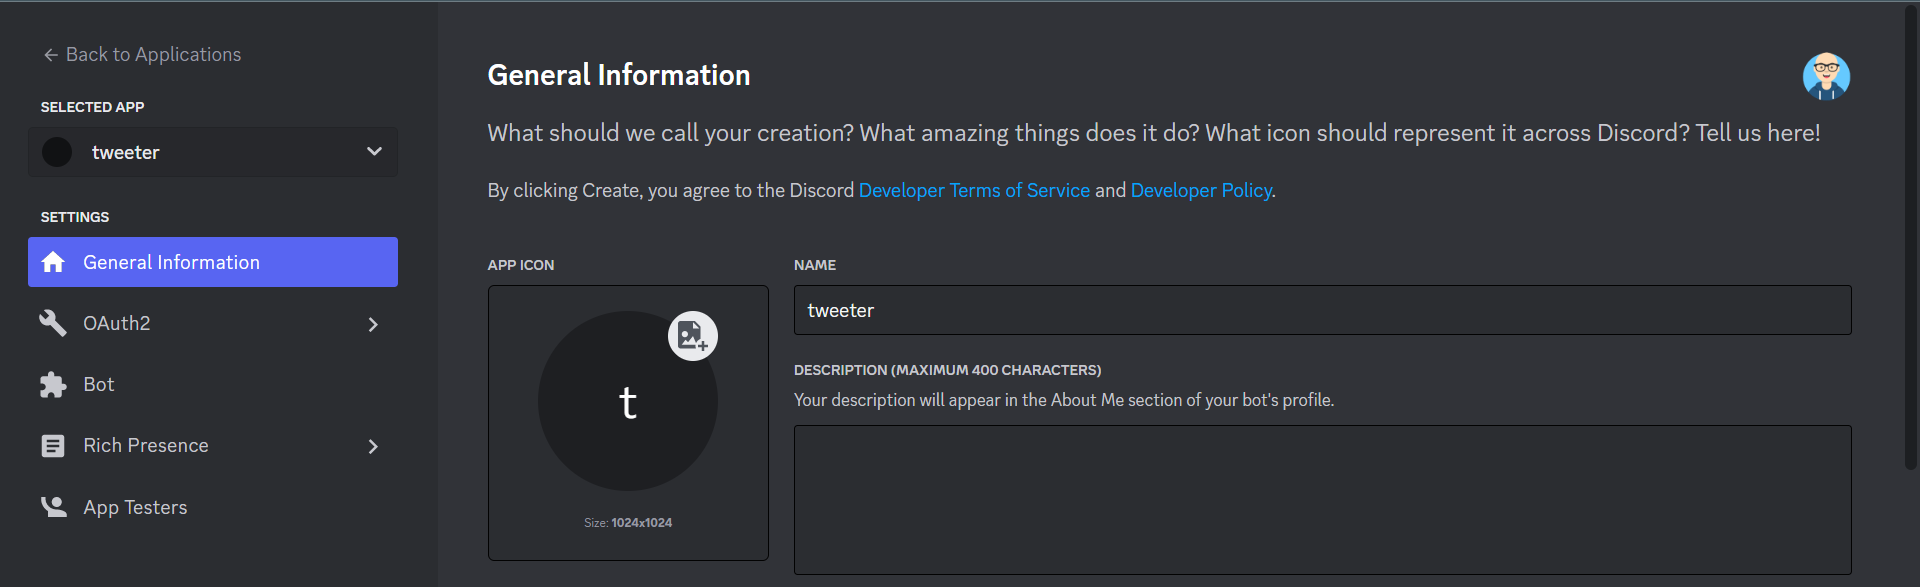 Back to Applications
SELECTED APP
tweeter
SETTINGS
General Information
OAuth2
Bot
Rich Presence
App Testers
General Information
What should we call your creation? What amazing things does it do? What icon should represent it across Discord? Tell us here!
By clicking Create, you agree to the Discord Developer Terms of Service and Developer Policy.
APP ICON
t
Size: 1024x1024
NAME
tweeter
DESCRIPTION (MAXIMUM 400 CHARACTERS)
Your description will appear in the About Me section of your bot's profile.